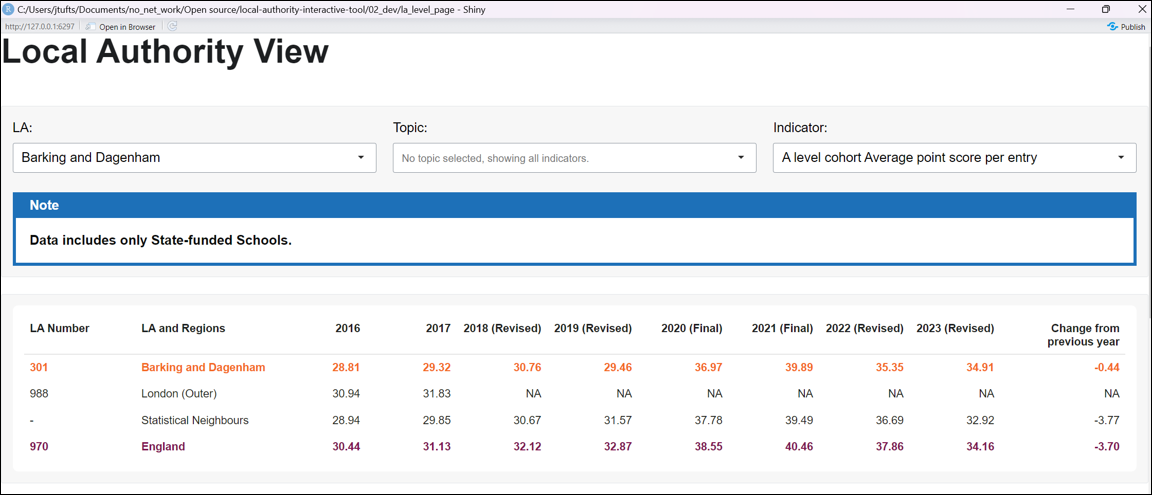 C:/Users/jtufts/Documents/no_net_work/Open source/local-authority-interactive-tool/02_dev/la_level_page - Shiny
http://127.0.0.1:6297 Open in Browser Publish
Local Authority View
LA: Topic: Indicator:
Barking and Dagenham No topic selected, showing all indicators. A level cohort Average point score per entry
Note
Data includes only State-funded Schools.
LA Number LA and Regions 2016 2017 2018 (Revised) 2019 (Revised) 2020 (Final) 2021 (Final) 2022 (Revised) 2023 (Revised) Change from
previous year
301 Barking and Dagenham 28.81 29.32 30.76 29.46 36.97 39.89 35.35 34.91 -0.44
988 London (Outer) 30.94 31.83 NA NA NA NA NA NA NA
- Statistical Neighbours 28.94 29.85 30.67 31.57 37.78 39.49 36.69 32.92 -3.77
970 England 30.44 31.13 32.12 32.87 38.55 40.46 37.86 34.16 -3.70